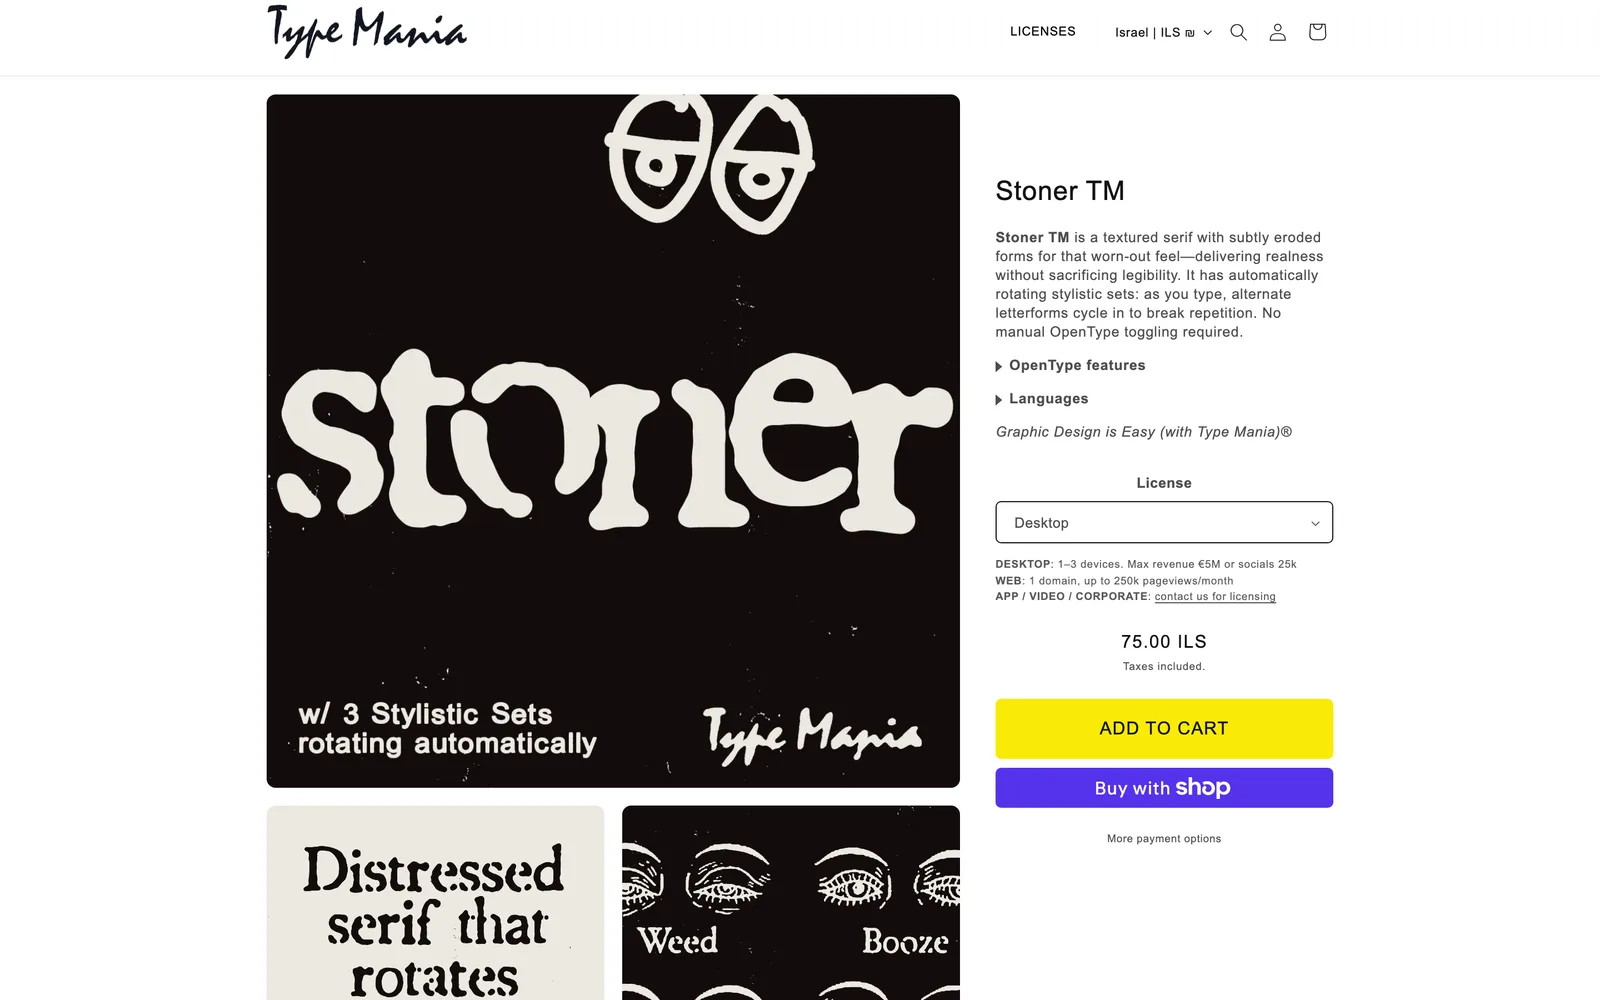 Type Mania
LICENSES
Israel | ILS ₪
stoner
w/ 3 Stylistic Sets
rotating automatically
Type Mania
Distressed
serif that
rotates
Weed
Booze
Stoner TM
Stoner TM is a textured serif with subtly eroded
forms for that worn-out feel—delivering realness
without sacrificing legibility. It has automatically
rotating stylistic sets: as you type, alternate
letterforms cycle in to break repetition. No
manual OpenType toggling required.
OpenType features
Languages
Graphic Design is Easy (with Type Mania)®
License
Desktop
DESKTOP: 1–3 devices. Max revenue €5M or socials 25k
WEB: 1 domain, up to 250k pageviews/month
APP / VIDEO / CORPORATE: contact us for licensing
75.00 ILS
Taxes included.
ADD TO CART
Buy with shop
More payment options